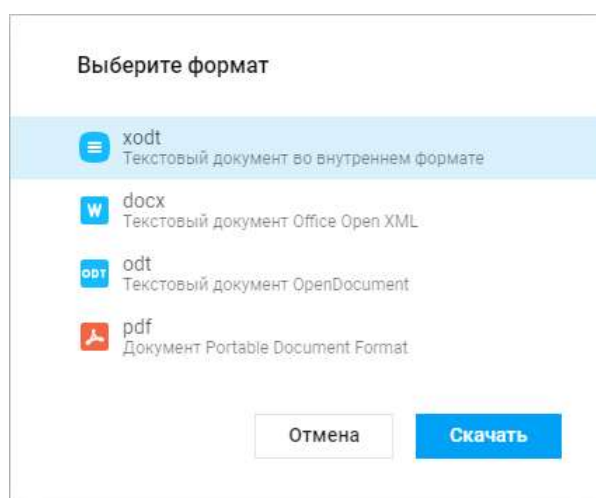 Выберите формат
xodt
Текстовый документ во внутреннем формате
W
docx
Текстовый документ Office Open XML
ODT
odt
Текстовый документ OpenDocument
pdf
Документ Portable Document Format
Отмена
Скачать